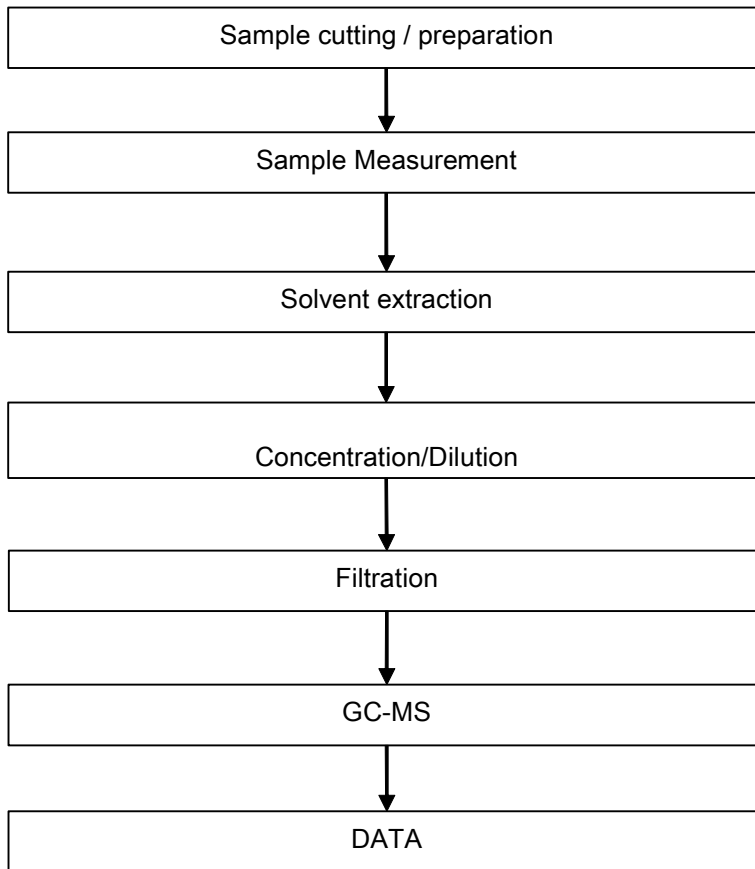 Sample cutting / preparation
Sample Measurement
Solvent extraction
Concentration/Dilution
Filtration
GC-MS
DATA